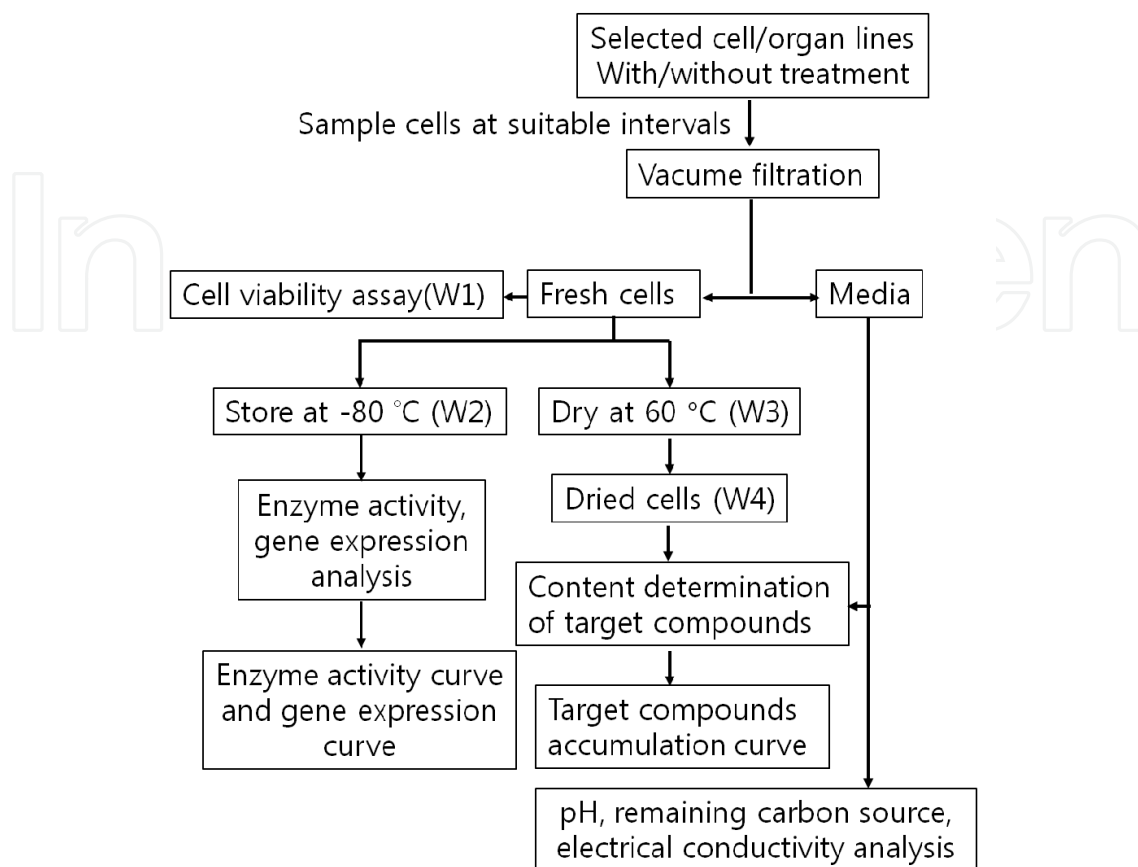 Selected cell/organ lines
With/without treatment
Sample cells at suitable intervals
Vacume filtration
Cell viability assay(W1)
Fresh cells
Media
Store at -80 °C (W2)
Dry at 60 °C (W3)
Enzyme activity,
gene expression
analysis
Dried cells (W4)
Content determination
of target compounds
Enzyme activity curve
and gene expression
curve
Target compounds
accumulation curve
pH, remaining carbon source,
electrical conductivity analysis
In
en